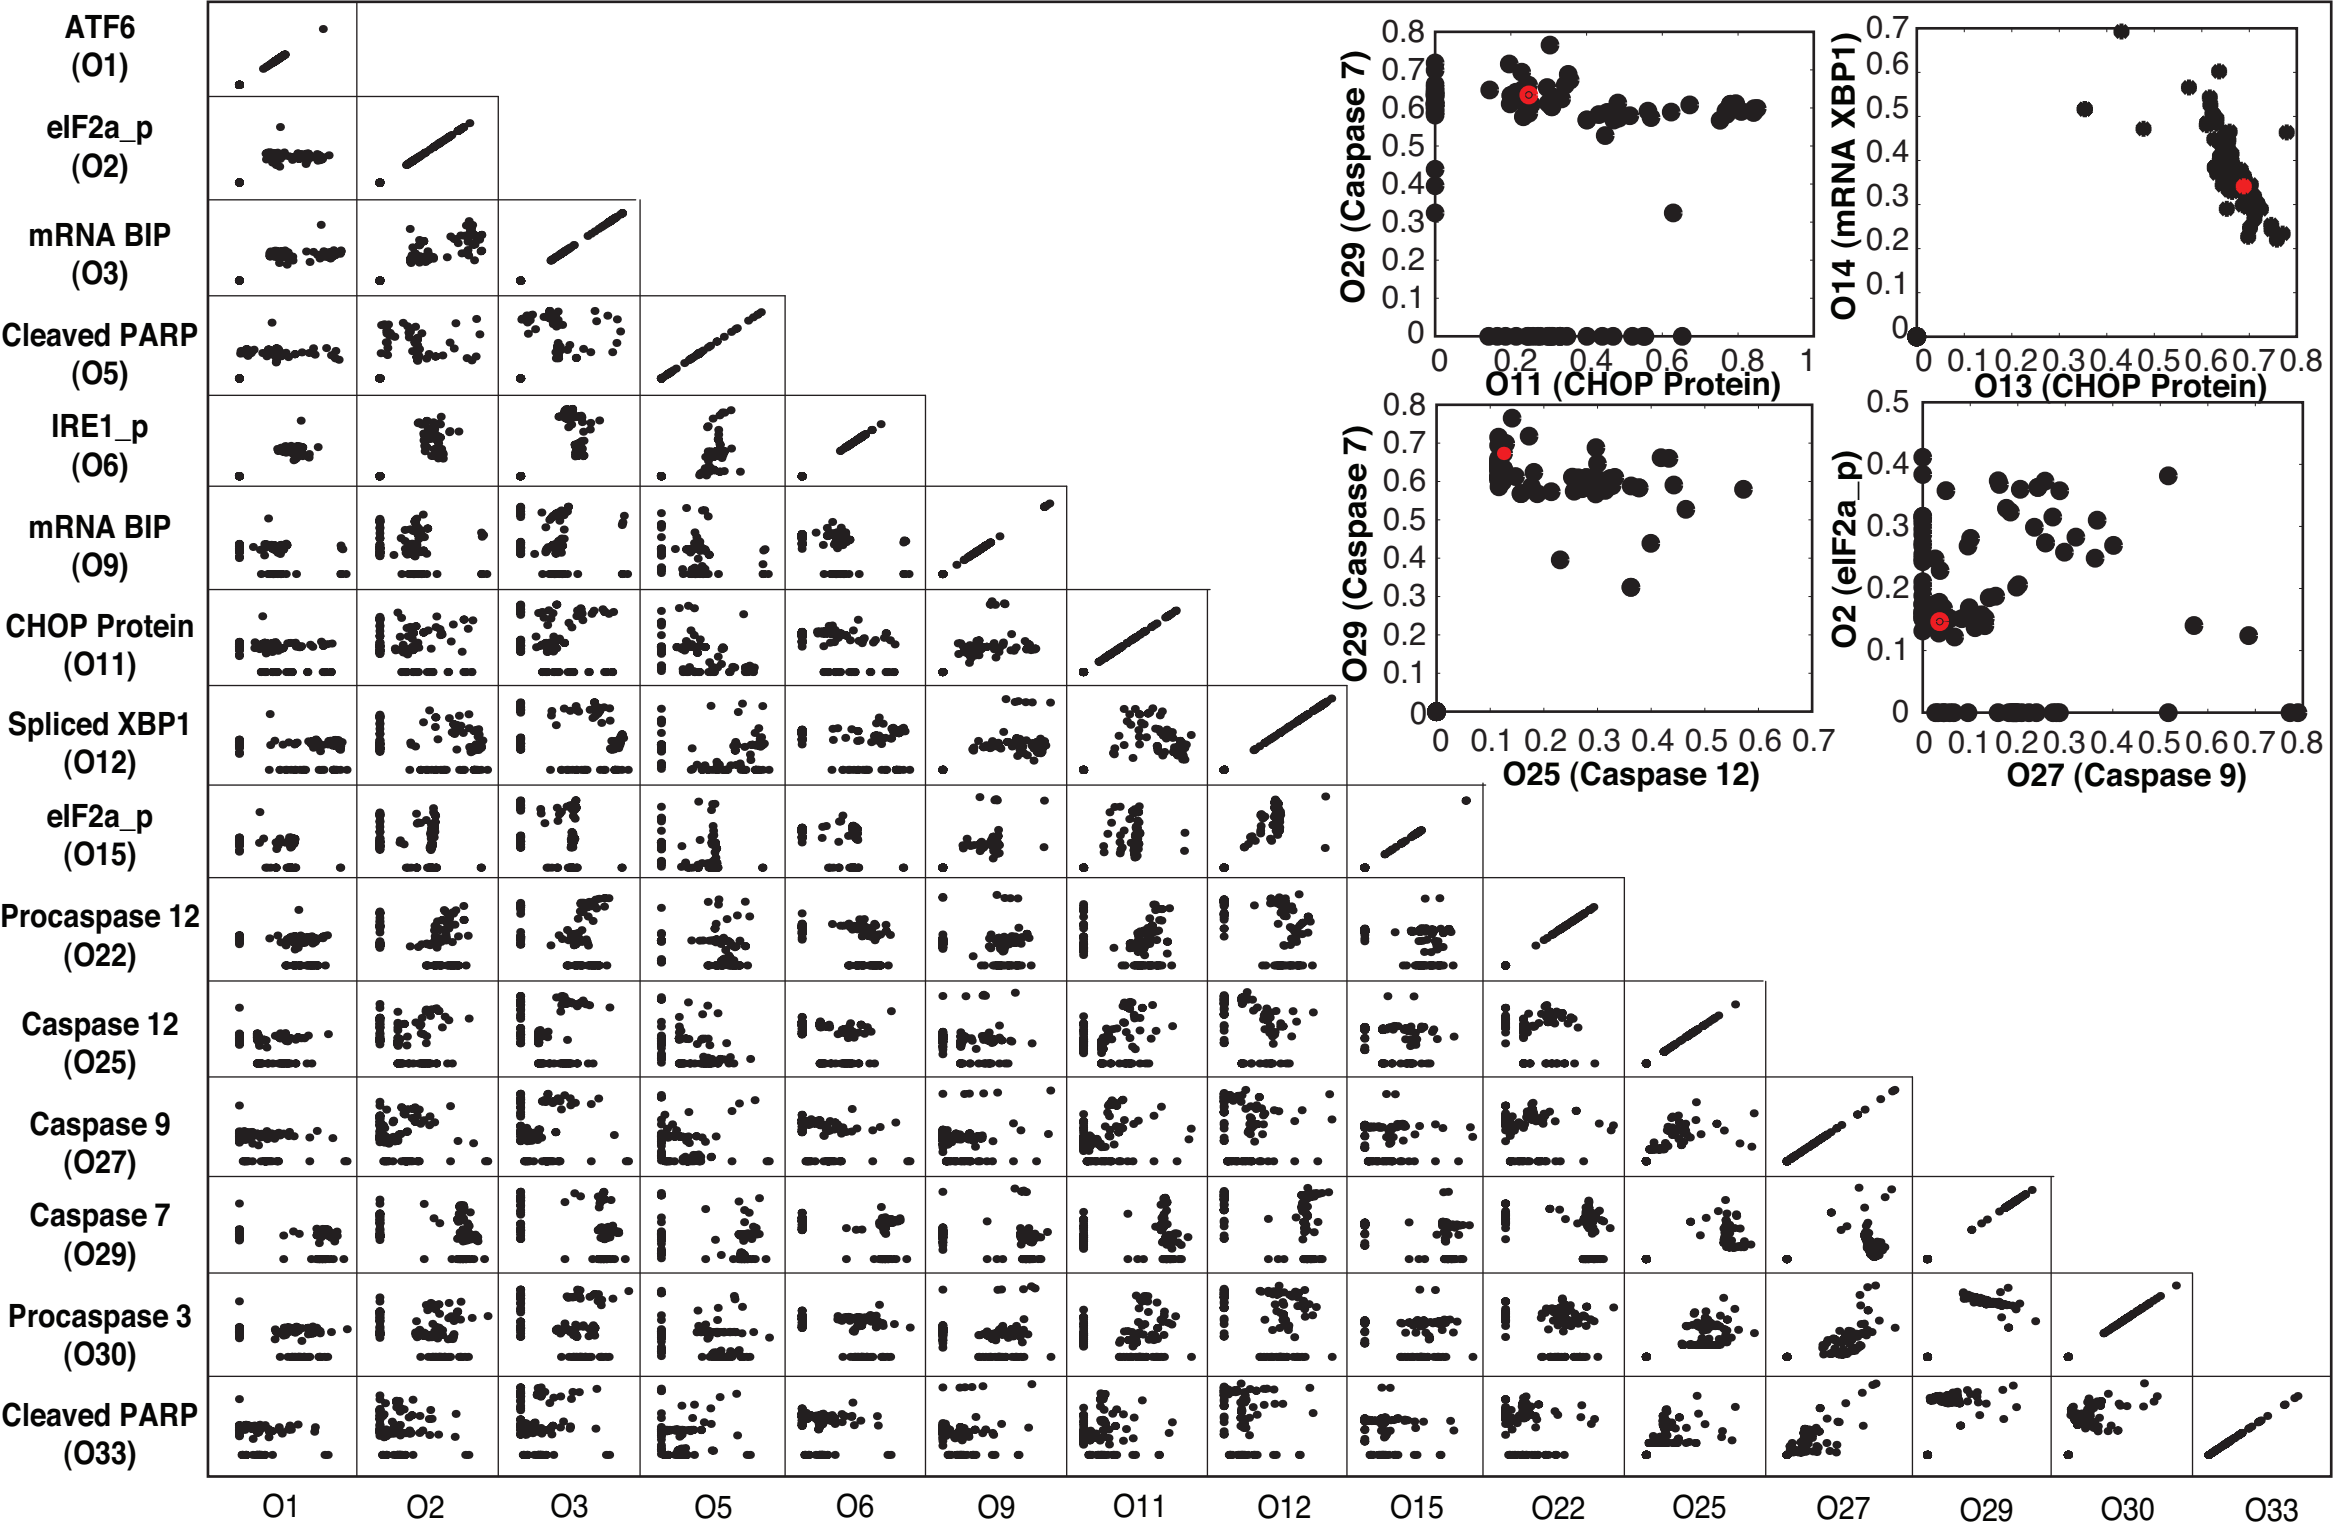 ATF6
(O1)
eIF2a_p
(O2)
mRNA BIP
(O3)
Cleaved PARP
(O5)
IRE1_p
(O6)
mRNA BIP
(O9)
CHOP Protein
(O11)
Spliced XBP1
(O12)
eIF2a_p
(O15)
Procaspase 12
(O22)
Caspase 12
(O25)
Caspase 9
(O27)
Caspase 7
(O29)
Procaspase 3
(O30)
Cleaved PARP
(O33)
O1 O2 O3 O5 O6 O9 O11 O12 O15 O22 O25 O27 O29 O30 O33
O29 (Caspase 7)
0.8
0.7
0.6
0.5
0.4
0.3
0.2
0.1
0
0 0.2 0.4 0.6 0.8 1
O11 (CHOP Protein)
O14 (mRNA XBP1)
0.7
0.6
0.5
0.4
0.3
0.2
0.1
0
0 0.1 0.2 0.3 0.4 0.5 0.6 0.7 0.8
O13 (CHOP Protein)
O29 (Caspase 7)
0.8
0.7
0.6
0.5
0.4
0.3
0.2
0.1
0
0 0.1 0.2 0.3 0.4 0.5 0.6 0.7
O25 (Caspase 12)
O2 (eIF2a_p)
0.5
0.4
0.3
0.2
0.1
0
0 0.1 0.2 0.3 0.4 0.5 0.6 0.7 0.8
O27 (Caspase 9)